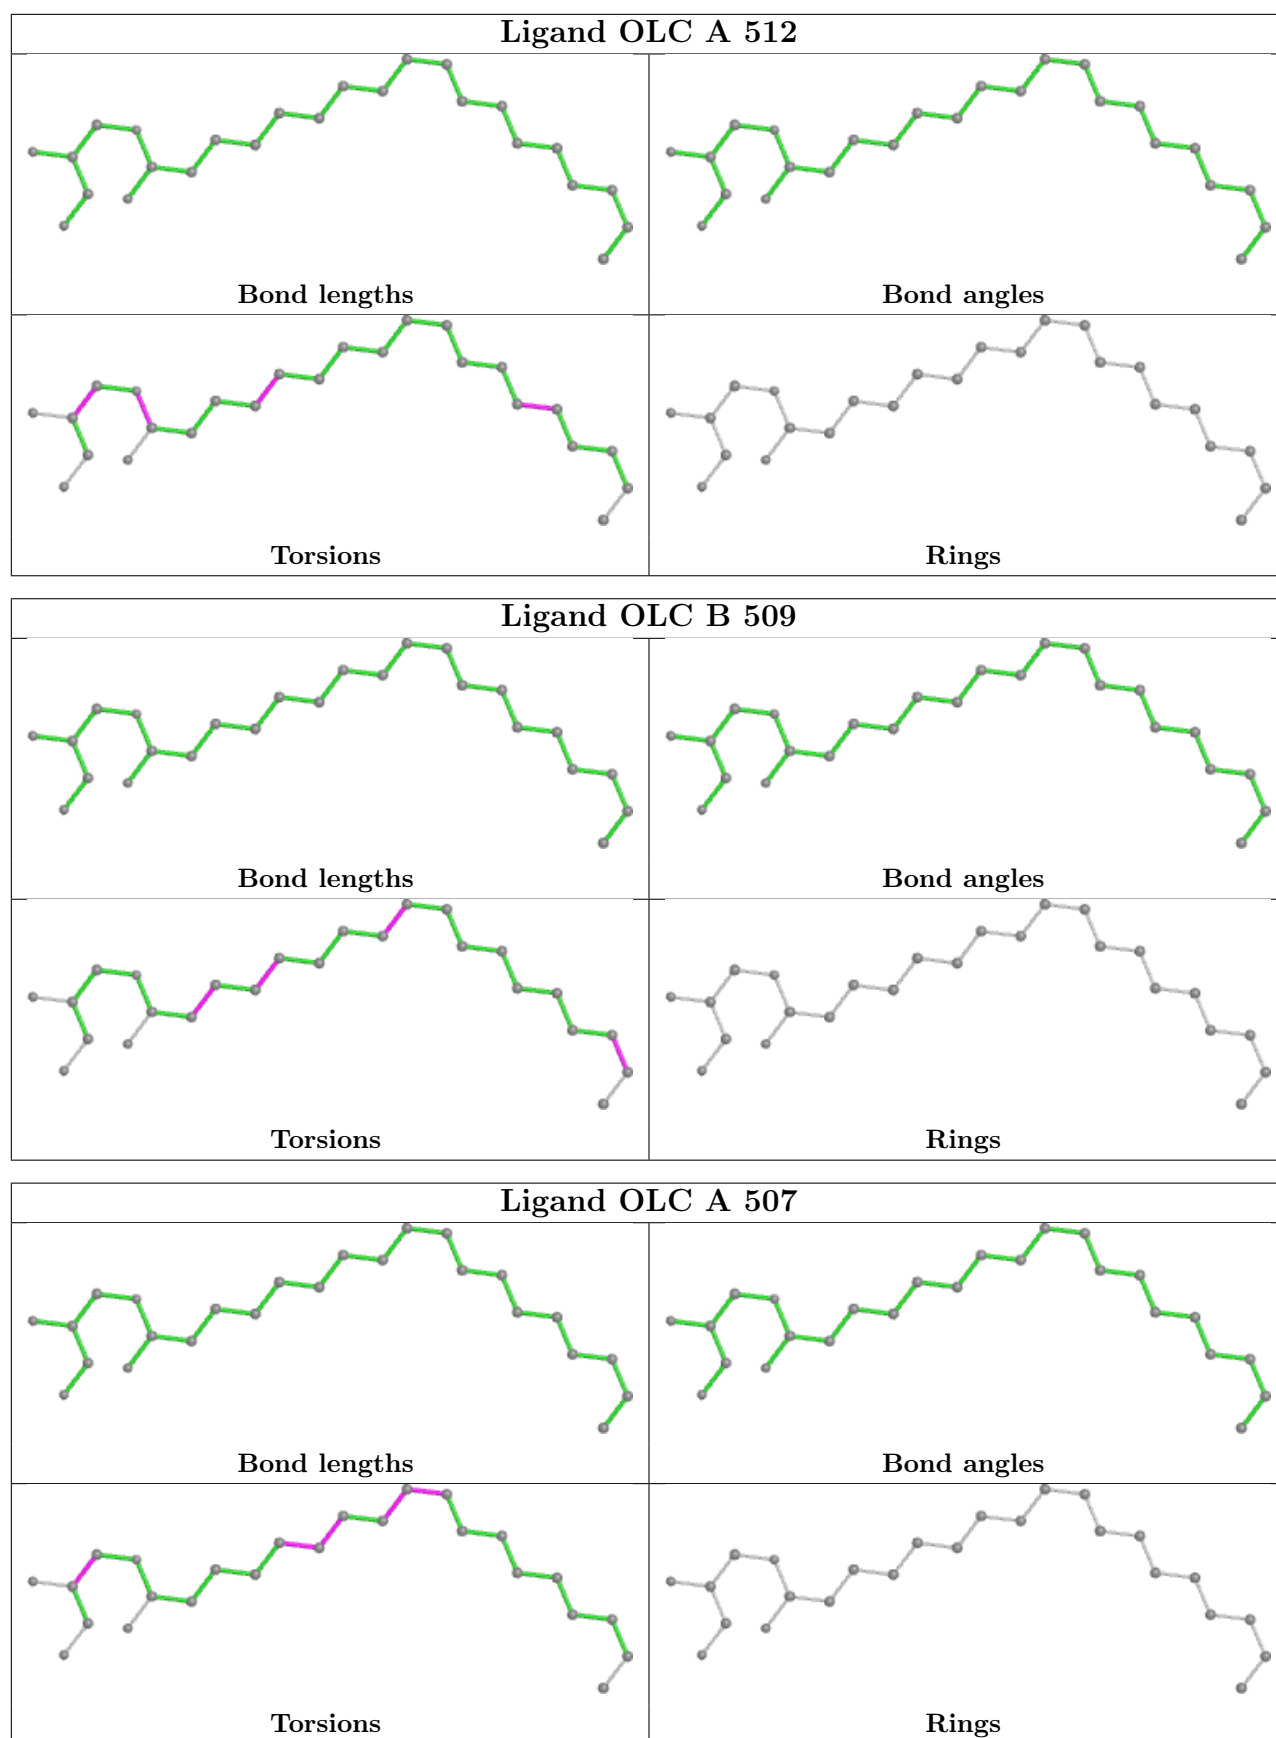 Ligand OLC A 512
Bond lengths
Bond angles
Torsions
Rings
Ligand OLC B 509
Bond lengths
Bond angles
Torsions
Rings
Ligand OLC A 507
Bond lengths
Bond angles
Torsions
Rings